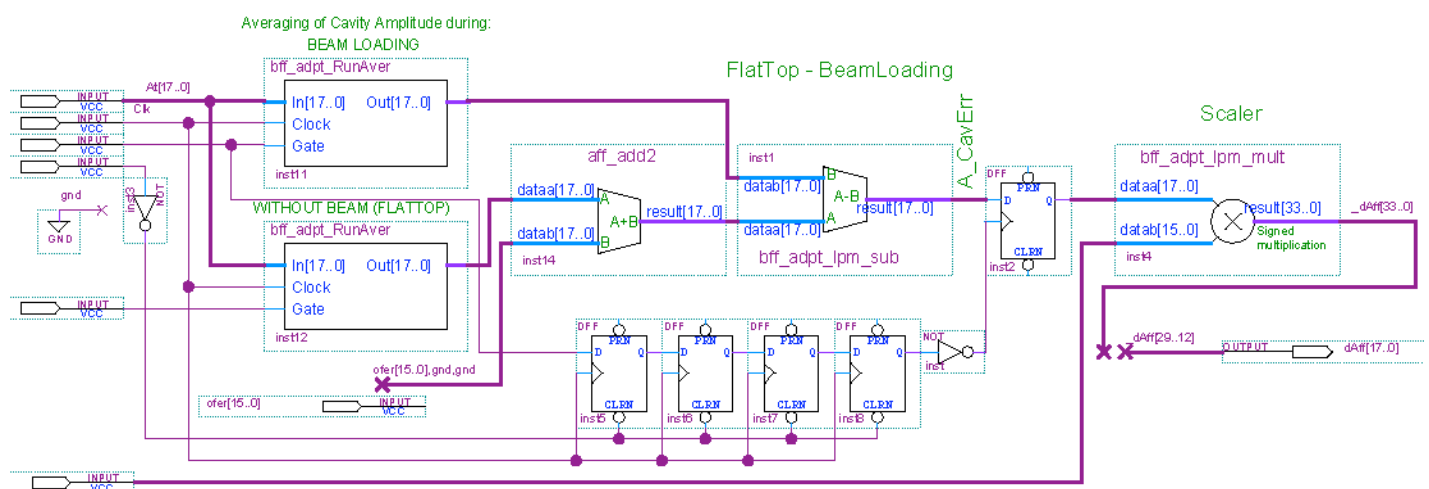 Averaging of Cavity Amplitude during:
BEAM LOADING
bff_adpt_RunAver
In[17..0] Out[17..0]
Clock
Gate
inst11
INPUT
VCC
At[17..0]
Clk
INPUT
VCC
INPUT
VCC
INPUT
VCC
gnd
GND
inst3
NOT
WITHOUT BEAM (FLATTOP)
bff_adpt_RunAver
In[17..0] Out[17..0]
Clock
Gate
inst12
INPUT
VCC
ofer[15..0],gnd,gnd
ofer[15..0]
INPUT
VCC
INPUT
VCC
aff_add2
dataa[17..0]
A
A+B
result[17..0]
datab[17..0]
B
inst14
FlatTop - BeamLoading
inst1
datab[17..0]
B
A-B
result[17..0]
A
dataa[17..0]
bff_adpt_lpm_sub
A_CavErr
DFF
PRN
D Q
CLRN
inst2
DFF
PRN
D Q
CLRN
inst5
DFF
PRN
D Q
CLRN
inst6
DFF
PRN
D Q
CLRN
inst7
DFF
PRN
D Q
CLRN
inst8
NOT
inst
Scaler
bff_adpt_lpm_mult
dataa[17..0]
result[33..0]
datab[15..0]
Signed
multiplication
inst4
_dAff[33..0]
dAff[29..12]
OUTPUT
dAff[17..0]